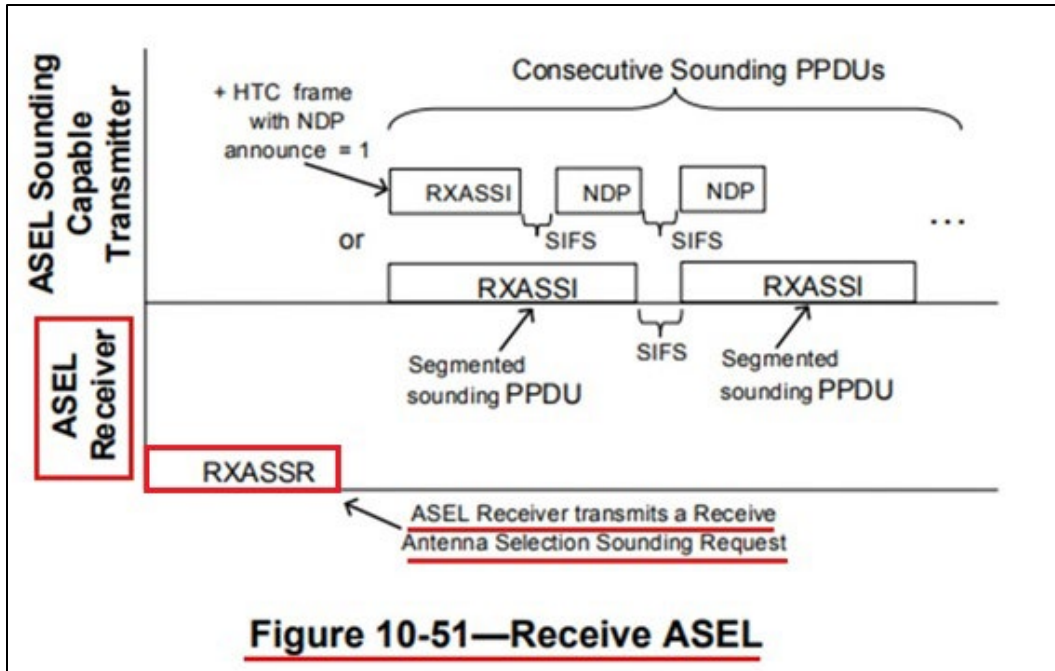 ASEL Sounding
Capable
Transmitter
Consecutive Sounding PPDUs
+ HTC frame
with NDP
announce = 1
RXASSI
NDP
NDP
SIFS
SIFS
...
or
RXASSI
RXASSI
SIFS
Segmented
sounding PPDU
Segmented
sounding PPDU
ASEL
Receiver
RXASSR
ASEL Receiver transmits a Receive
Antenna Selection Sounding Request
Figure 10-51—Receive ASEL